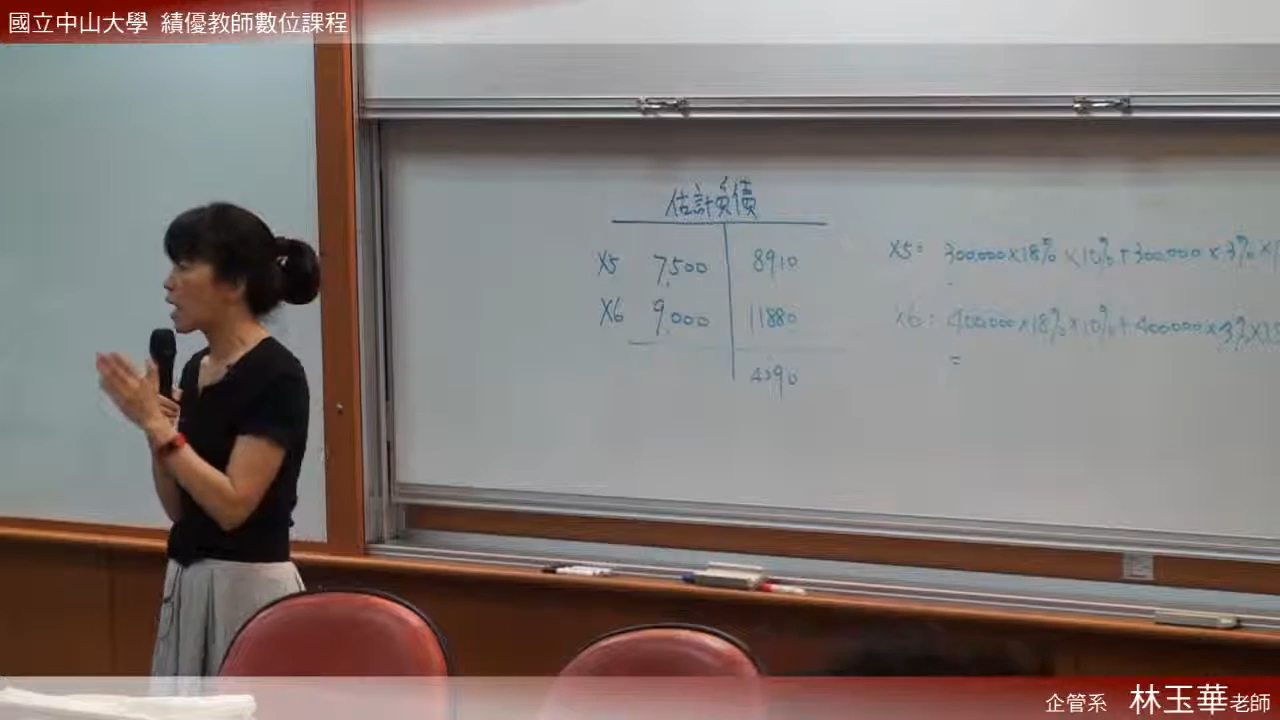 國立中山大學 績優教師數位課程
估計負債
X5 7,500 8910
X6 9,000 11880
4290
X5: 300,000×18%×10%+300,000×3%×
X6: 400,000×18%×10%+400,000×3%×
=
企管系 林玉華老師